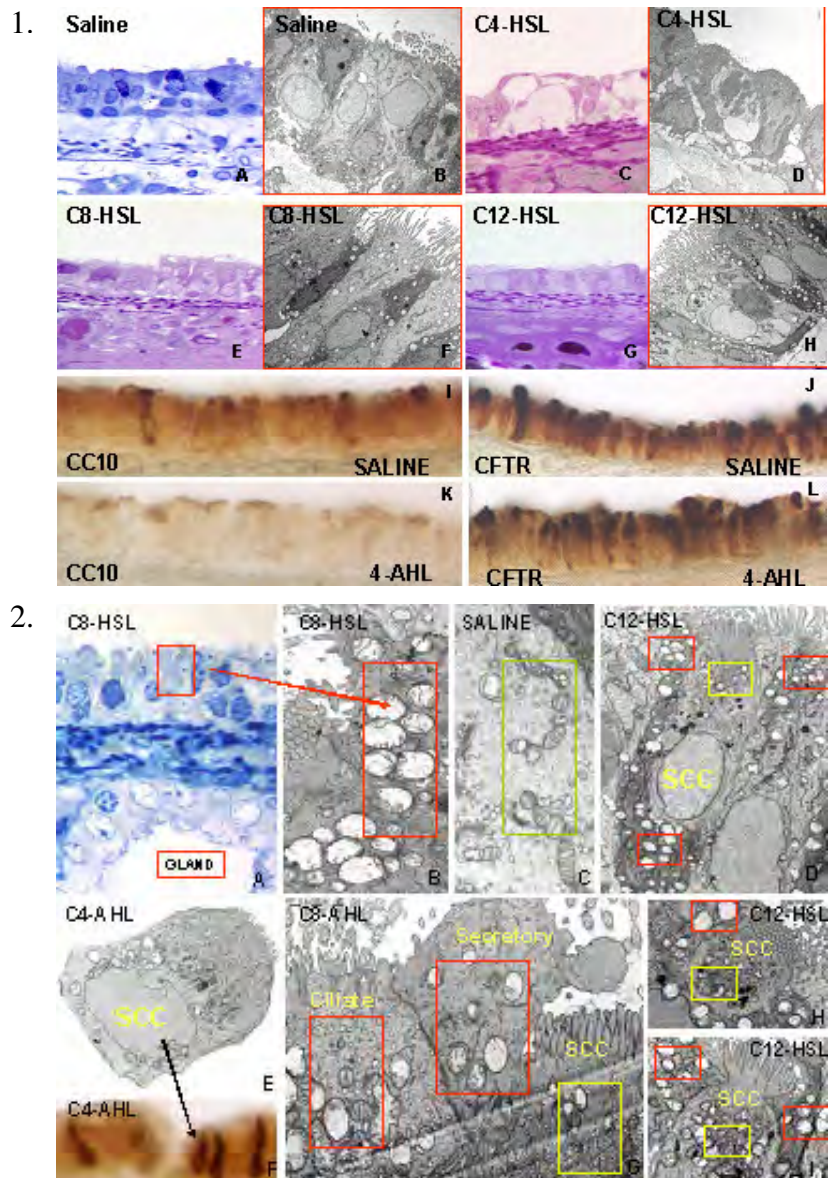 1.
Saline
Saline
C4-HSL
C4-HSL
A
B
C
D
C8-HSL
C8-HSL
C12-HSL
C12-HSL
E
F
G
H
I
J
CC10
SALINE
CFTR
SALINE
K
L
CC10
4-AHL
CFTR
4-AHL
2.
C8-HSL
C8-HSL
SALINE
C12-HSL
SCC
GLAND
A
B
C
D
C4-AHL
C8-AHL
C12-HSL
Secretory
SCC
SCC
Ciliate
H
SCC
E
C12-HSL
C4-AHL
SCC
F
G
I